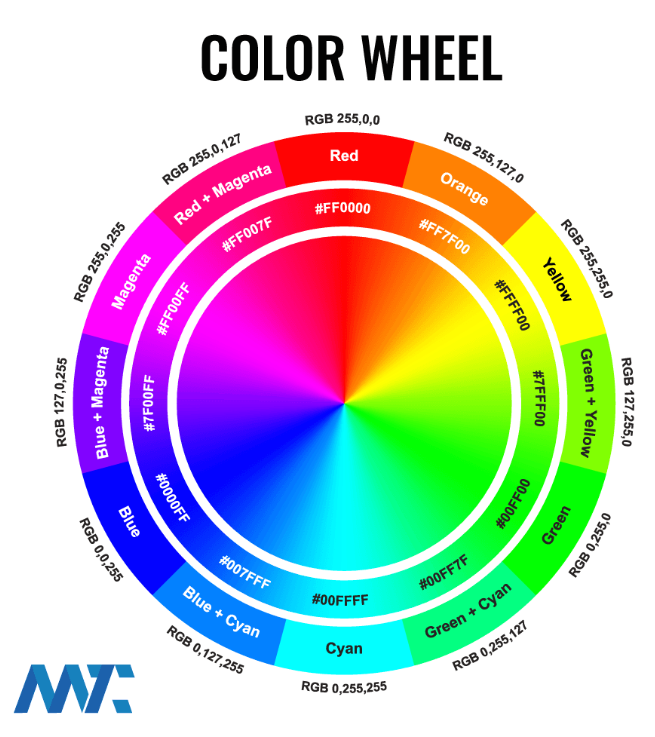 COLOR WHEEL
RGB 255,0,0
Red
#FF0000
RGB 255,127,0
Orange
#FF7F00
RGB 255,255,0
Yellow
#FFFF00
RGB 127,255,0
Green + Yellow
#7FFF00
RGB 0,255,0
Green
#00FF00
RGB 0,255,127
Green + Cyan
#00FF7F
RGB 0,255,255
Cyan
#00FFFF
RGB 0,127,255
Blue + Cyan
#007FFF
RGB 0,0,255
Blue
#0000FF
RGB 127,0,255
Blue + Magenta
#7F00FF
RGB 255,0,255
Magenta
#FF00FF
RGB 255,0,127
Red + Magenta
#FF007F